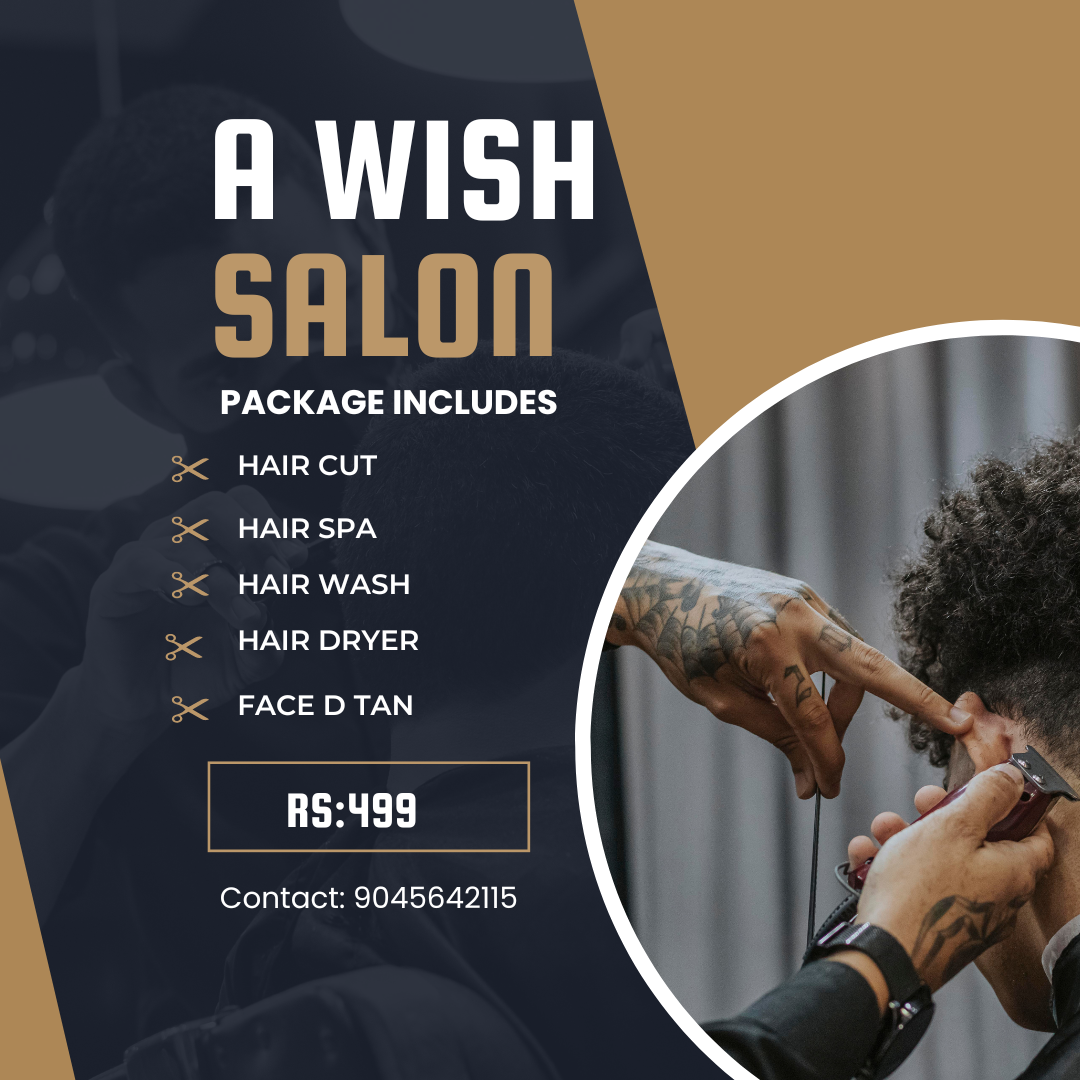 A WISH
SALON
PACKAGE INCLUDES
HAIR CUT
HAIR SPA
HAIR WASH
HAIR DRYER
FACE D TAN
RS:499
Contact: 9045642115